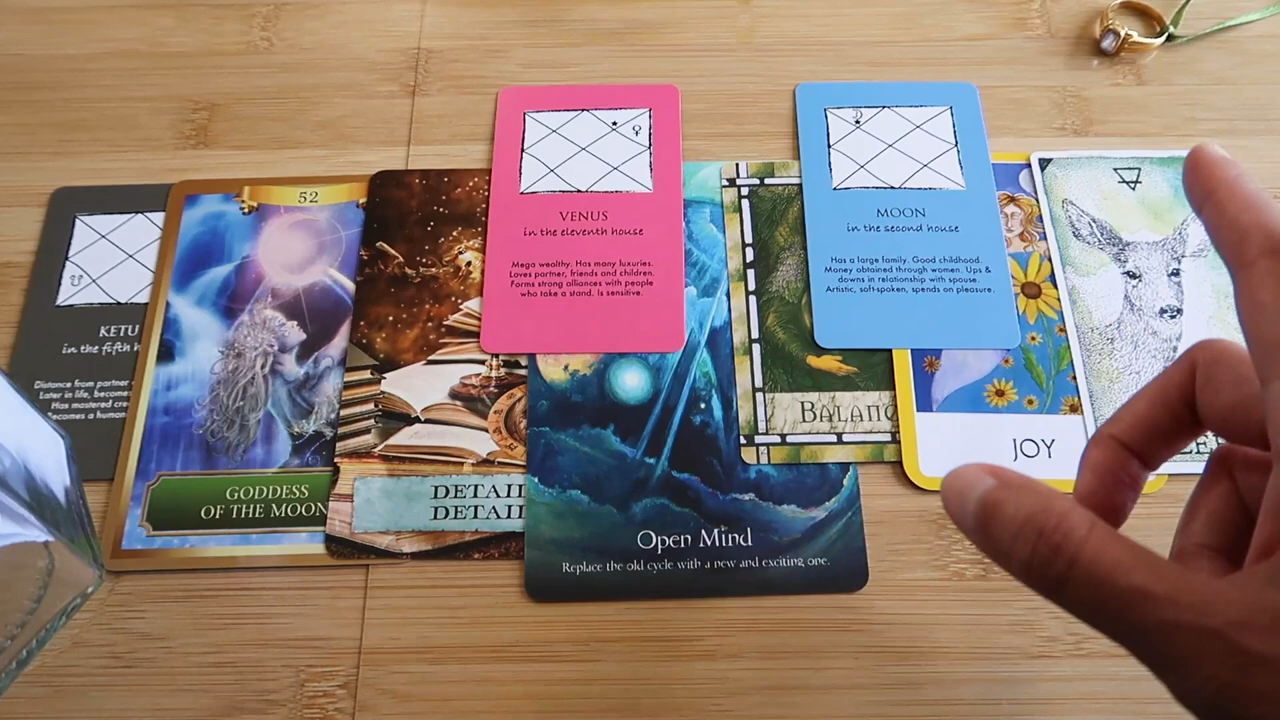 KETU
in the fifth h
Distance from partner
Later in life, become
Has mastered cre
Becomes a human
52
GODDESS
OF THE MOON
DETAIL
DETAIL
VENUS
in the eleventh house
Mega wealthy. Has many luxuries.
Loves partner, friends and children.
Forms strong alliances with people
who take a stand. Is sensitive.
Open Mind
Replace the old cycle with a new and exciting one.
BALANC
MOON
in the second house
Has a large family. Good childhood.
Money obtained through women. Ups &
downs in relationship with spouse.
Artistic, soft-spoken, spends on pleasure.
JOY